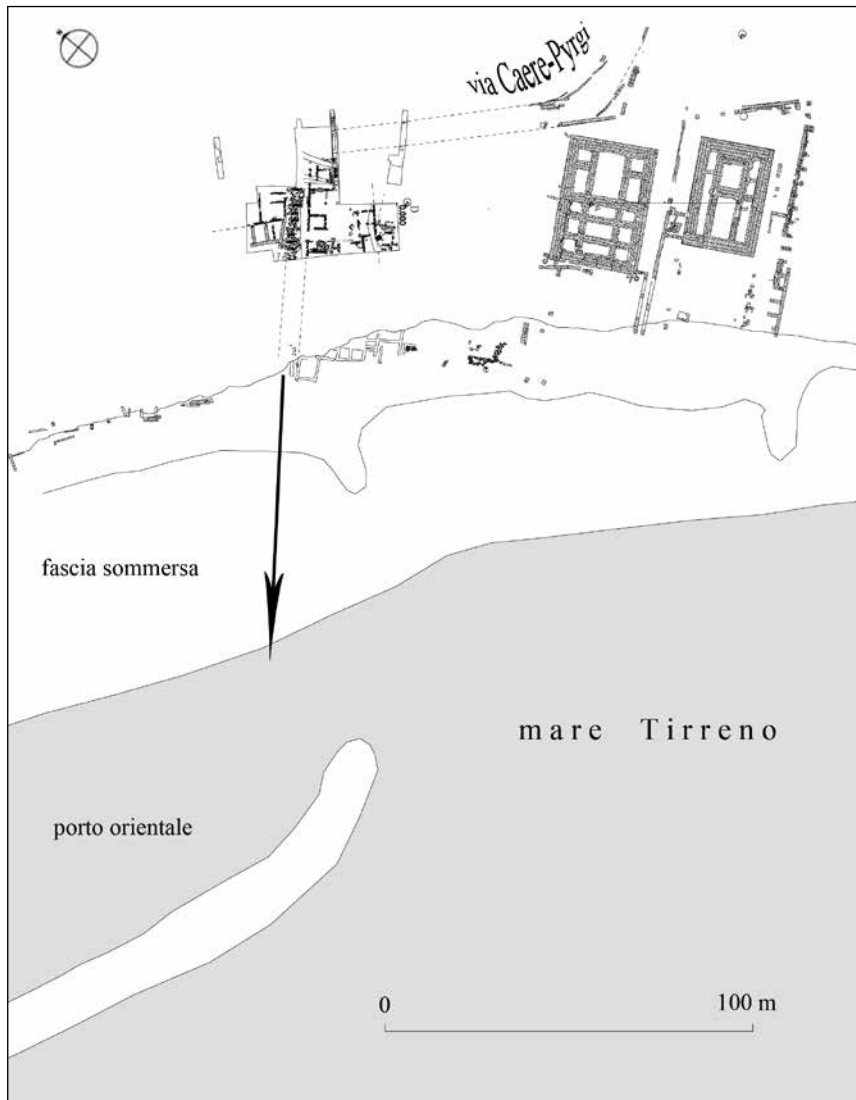 via Caere-Pyrgi
fascia sommersa
mare Tirreno
porto orientale
0 100 m